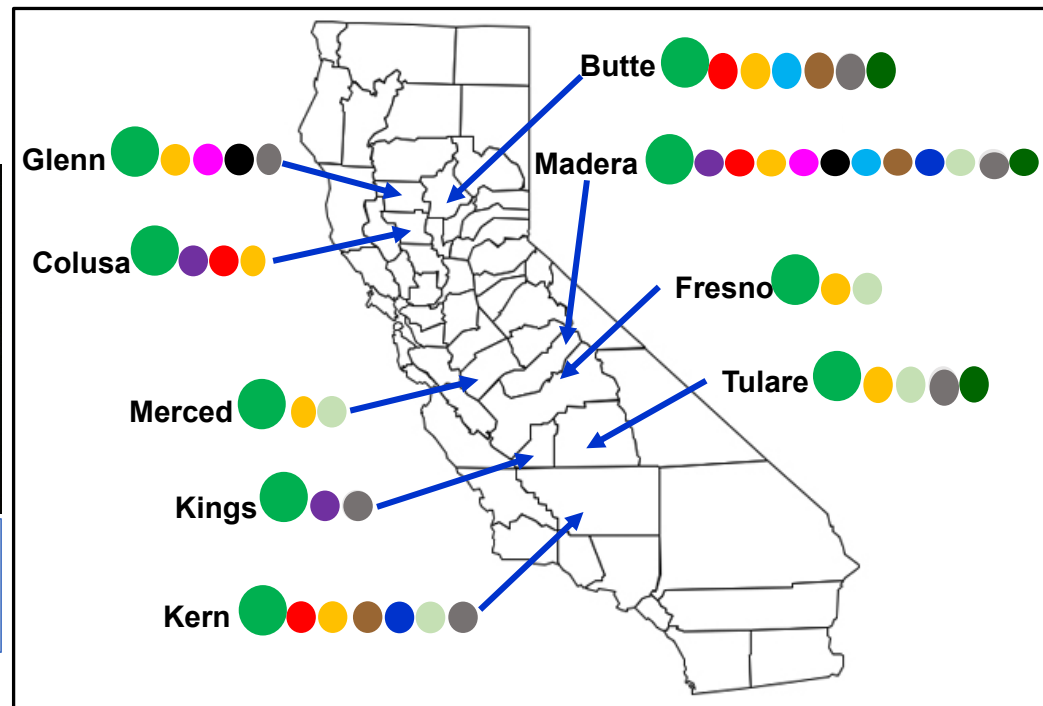 Butte
Glenn
Madera
Colusa
Fresno
Tulare
Merced
Kings
Kern